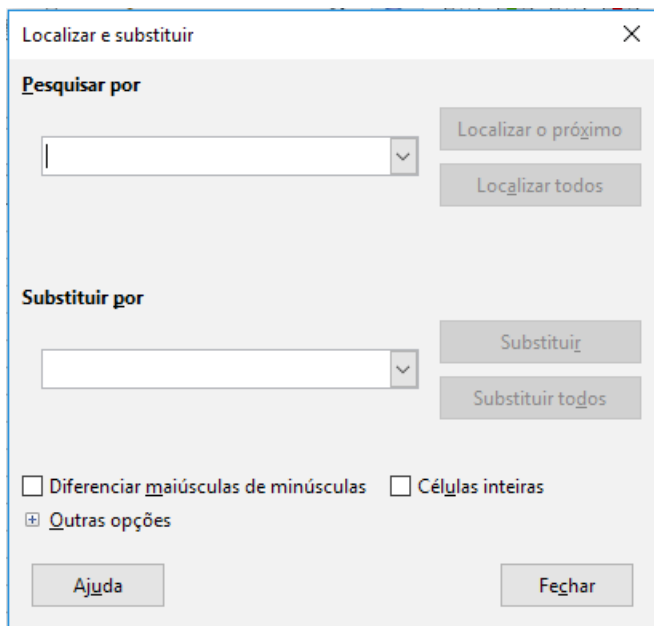 Localizar e substituir
Pesquisar por
Localizar o próximo
Localizar todos
Substituir por
Substituir
Substituir todos
Diferenciar maiúsculas de minúsculas
Células inteiras
Outras opções
Ajuda
Fechar